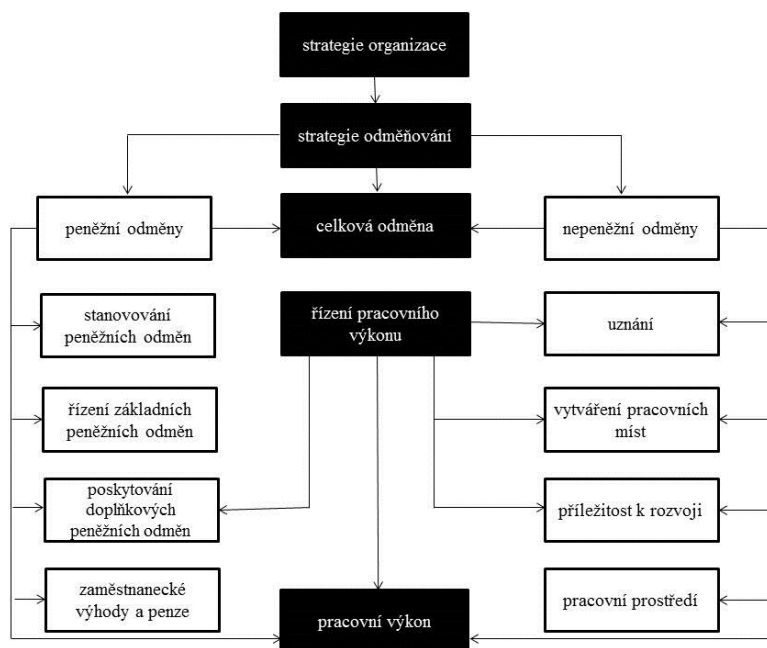 strategie organizace
strategie odměňování
peněžní odměny
celková odměna
nepeněžní odměny
stanovování
peněžních odměn
řízení pracovního
výkonu
uznání
řízení základních
peněžních odměn
vytváření pracovních
míst
poskytování
doplňkových
peněžních odměn
příležitost k rozvoji
zaměstnanecké
výhody a penze
pracovní výkon
pracovní prostředí